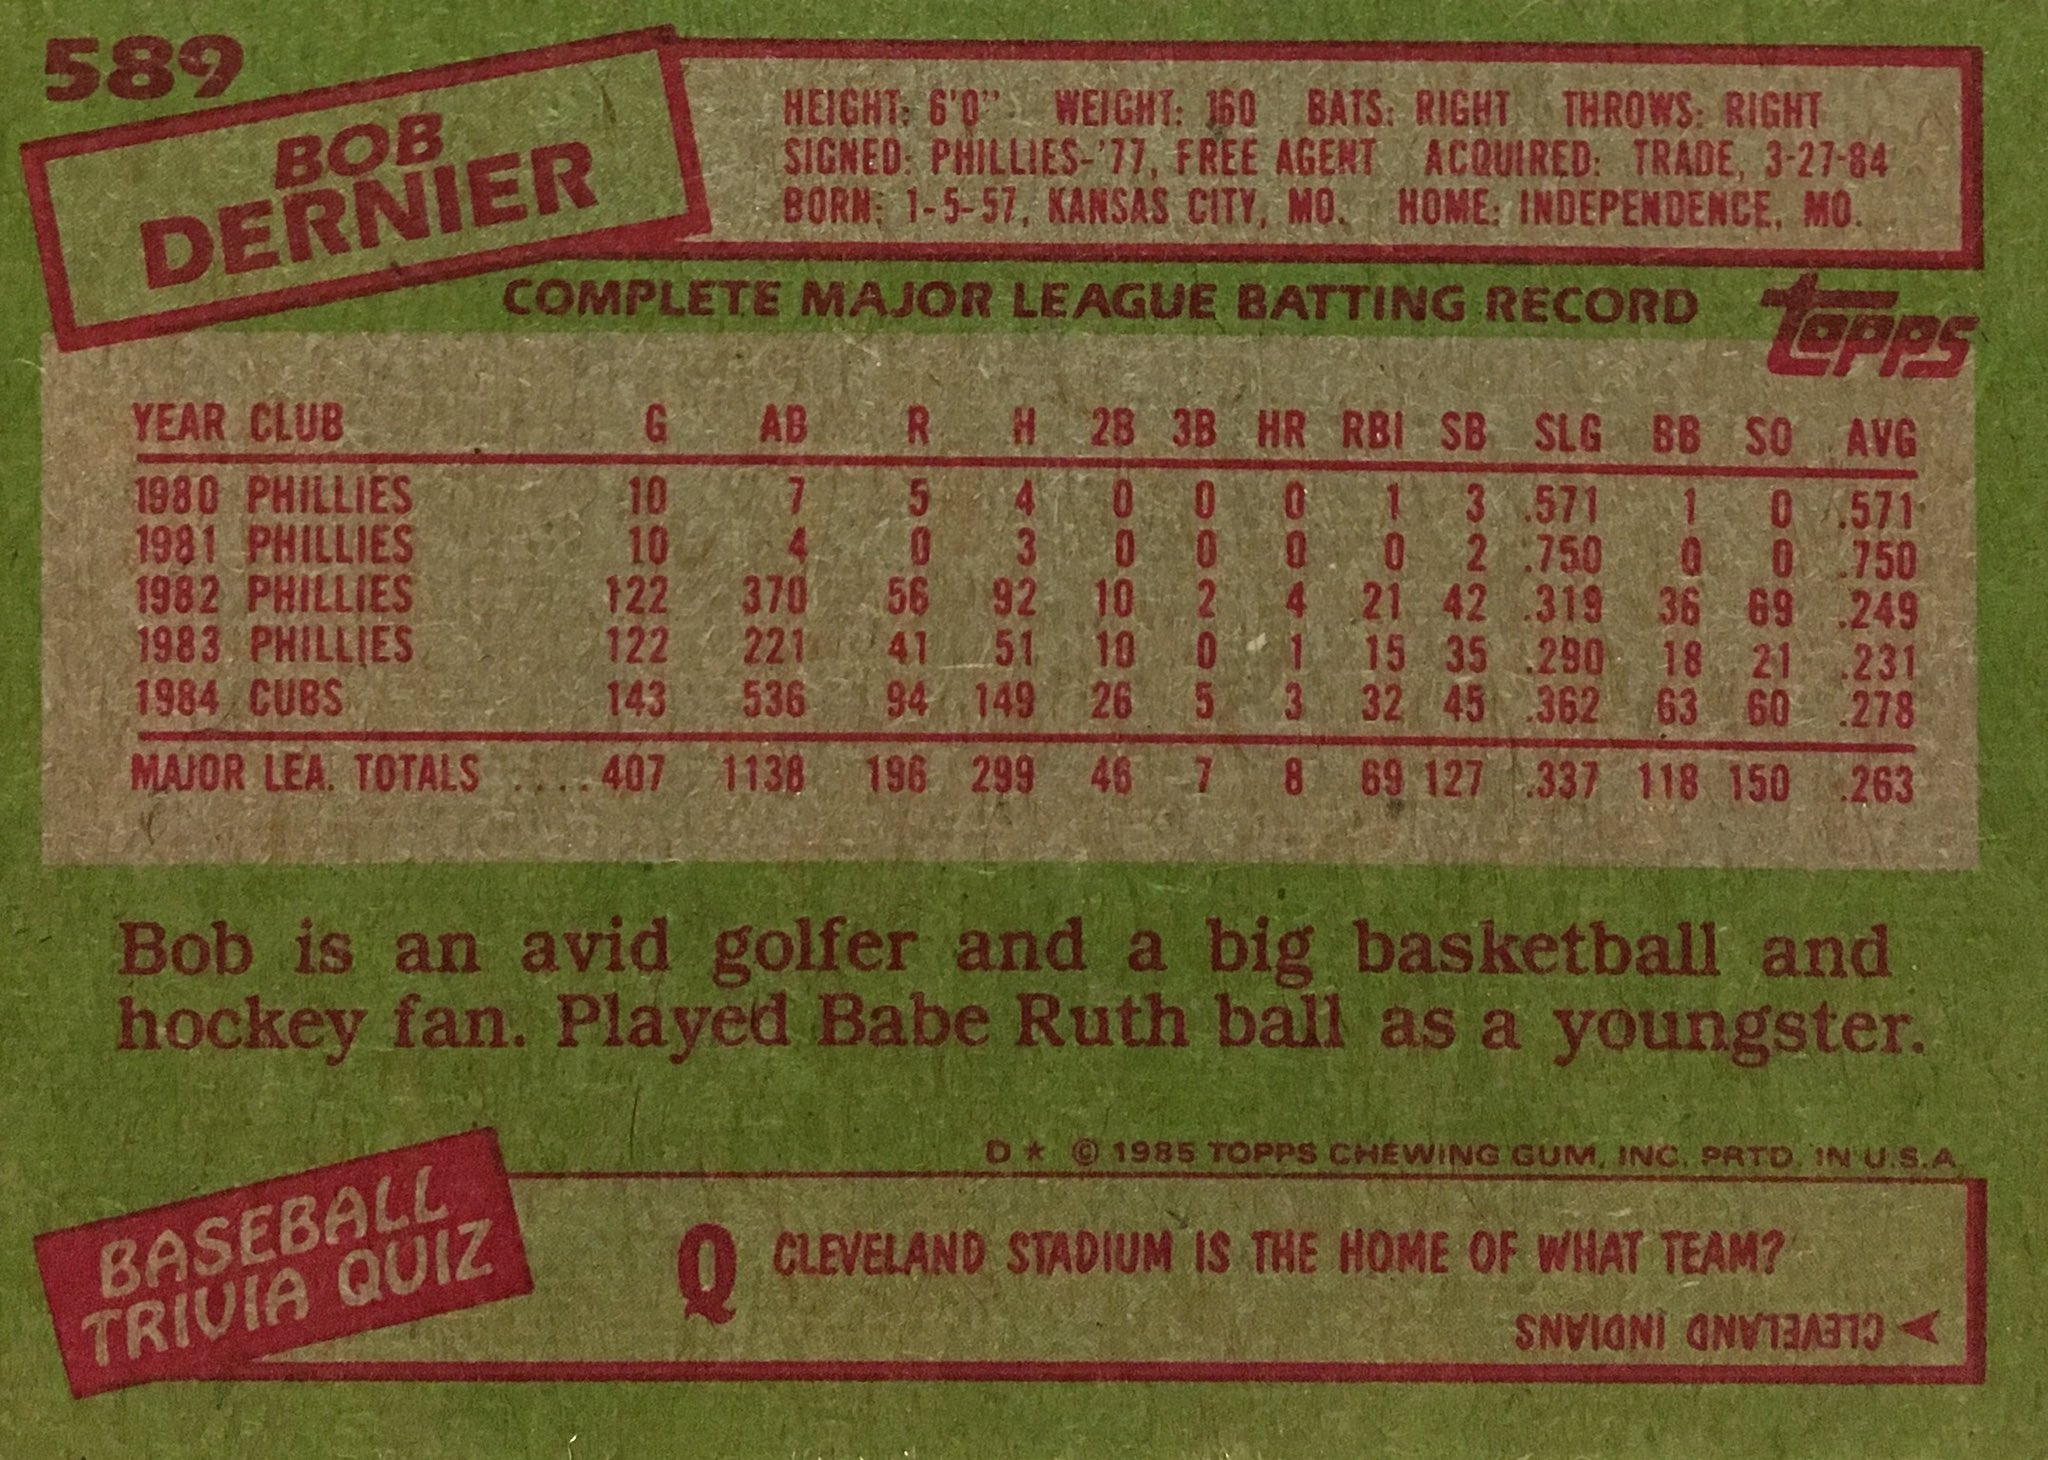 589
BOB
DERNIER
HEIGHT: 6'0" WEIGHT: 160 BATS: RIGHT THROWS: RIGHT
SIGNED: PHILLIES-'77, FREE AGENT ACQUIRED: TRADE, 3-27-84
BORN: 1-5-57, KANSAS CITY, MO. HOME: INDEPENDENCE, MO.
COMPLETE MAJOR LEAGUE BATTING RECORD
topps
YEAR CLUB G AB R H 2B 3B HR RBI SB SLG BB SO AVG
1980 PHILLIES 10 7 5 4 0 0 0 1 3 .571 1 0 .571
1981 PHILLIES 10 4 0 3 0 0 0 0 2 .750 0 0 .750
1982 PHILLIES 122 370 56 92 10 2 4 21 42 .319 36 69 .249
1983 PHILLIES 122 221 41 51 10 0 1 15 35 .290 18 21 .231
1984 CUBS 143 536 94 149 26 5 3 32 45 .362 63 60 .278
MAJOR LEA. TOTALS ..... 407 1138 196 299 46 7 8 69 127 .337 118 150 .263
Bob is an avid golfer and a big basketball and
hockey fan. Played Babe Ruth ball as a youngster.
D★ © 1985 TOPPS CHEWING GUM, INC. PRTD. IN U.S.A.
BASEBALL
TRIVIA QUIZ
Q CLEVELAND STADIUM IS THE HOME OF WHAT TEAM?
CLEVELAND INDIANS